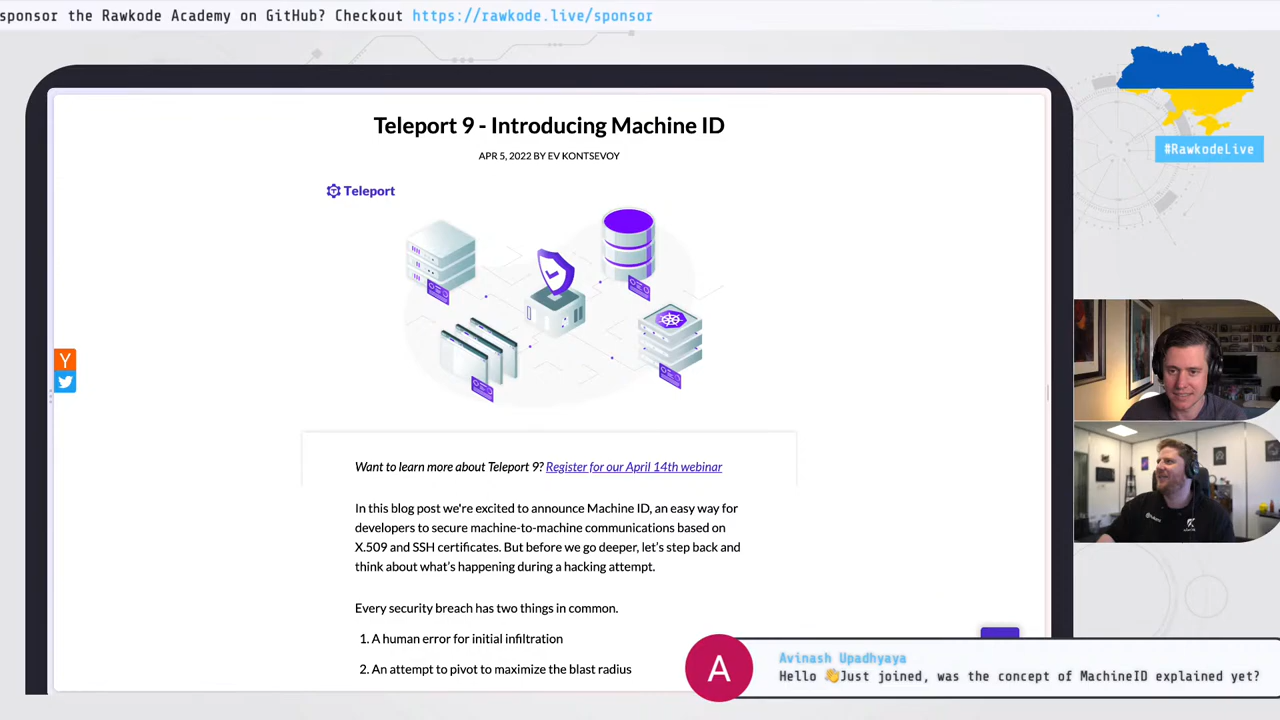 sponsor the Rawkode Academy on GitHub? Checkout https://rawkode.live/sponsor
#RawkodeLive
Teleport 9 - Introducing Machine ID
APR 5, 2022 BY EV KONTSEVOY
Teleport
Y
Want to learn more about Teleport 9? Register for our April 14th webinar
In this blog post we're excited to announce Machine ID, an easy way for
developers to secure machine-to-machine communications based on
X.509 and SSH certificates. But before we go deeper, let's step back and
think about what's happening during a hacking attempt.
Every security breach has two things in common.
1. A human error for initial infiltration
2. An attempt to pivot to maximize the blast radius
A
Avinash Upadhyaya
Hello 👋Just joined, was the concept of MachineID explained yet?